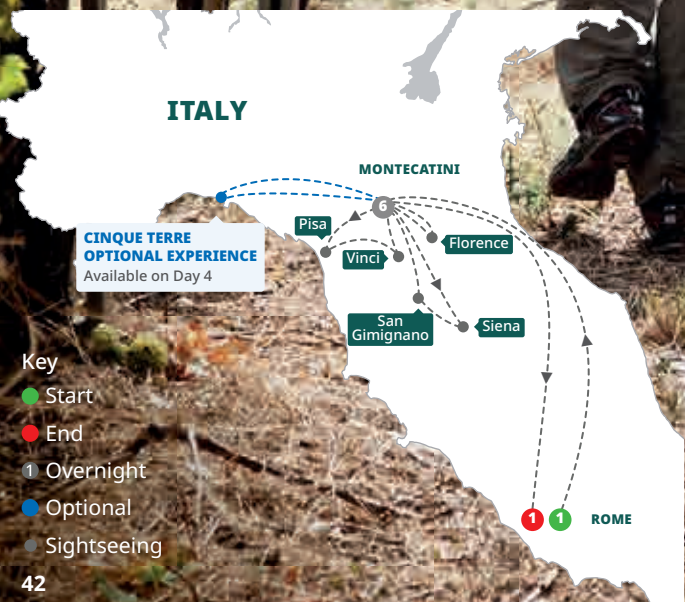 ITALY
MONTECATINI
6
Pisa
Florence
CINQUE TERRE
OPTIONAL EXPERIENCE
Available on Day 4
Vinci
San
Gimignano
Siena
Key
Start
End
1 Overnight
Optional
Sightseeing
1
1
ROME
42